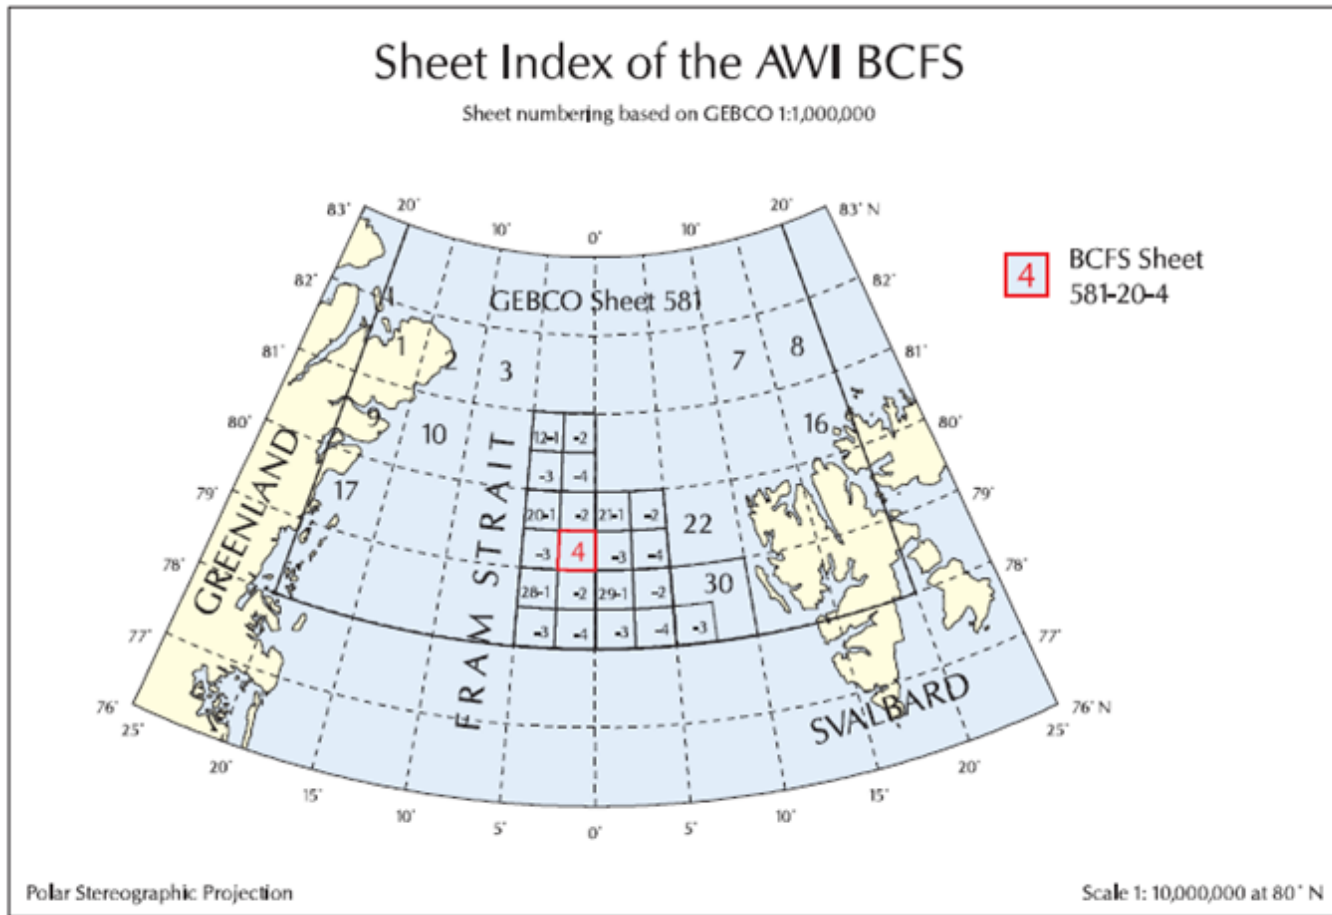 Sheet Index of the AWI BCFS
Sheet numbering based on GEBCO 1:1,000,000
83° 20° 10° 0° 10° 20° 83° N
82° 82°
81° 81°
80° 80°
79° 79°
78° 78°
77° 77°
76° 76° N
25° 20° 15° 10° 5° 0° 5° 10° 15° 20° 25°
GEBCO Sheet 581
1 2 3 7 8
9 10 16
12-1 -2
-3 -4
17 20-1 -2 21-1 -2 22
-3 4 -3 -4
28-1 -2 29-1 -2 30
-3 -4 -3 -4 -3
GREENLAND
FRAM STRAIT
SVALBARD
4
BCFS Sheet
581-20-4
Polar Stereographic Projection
Scale 1: 10,000,000 at 80° N